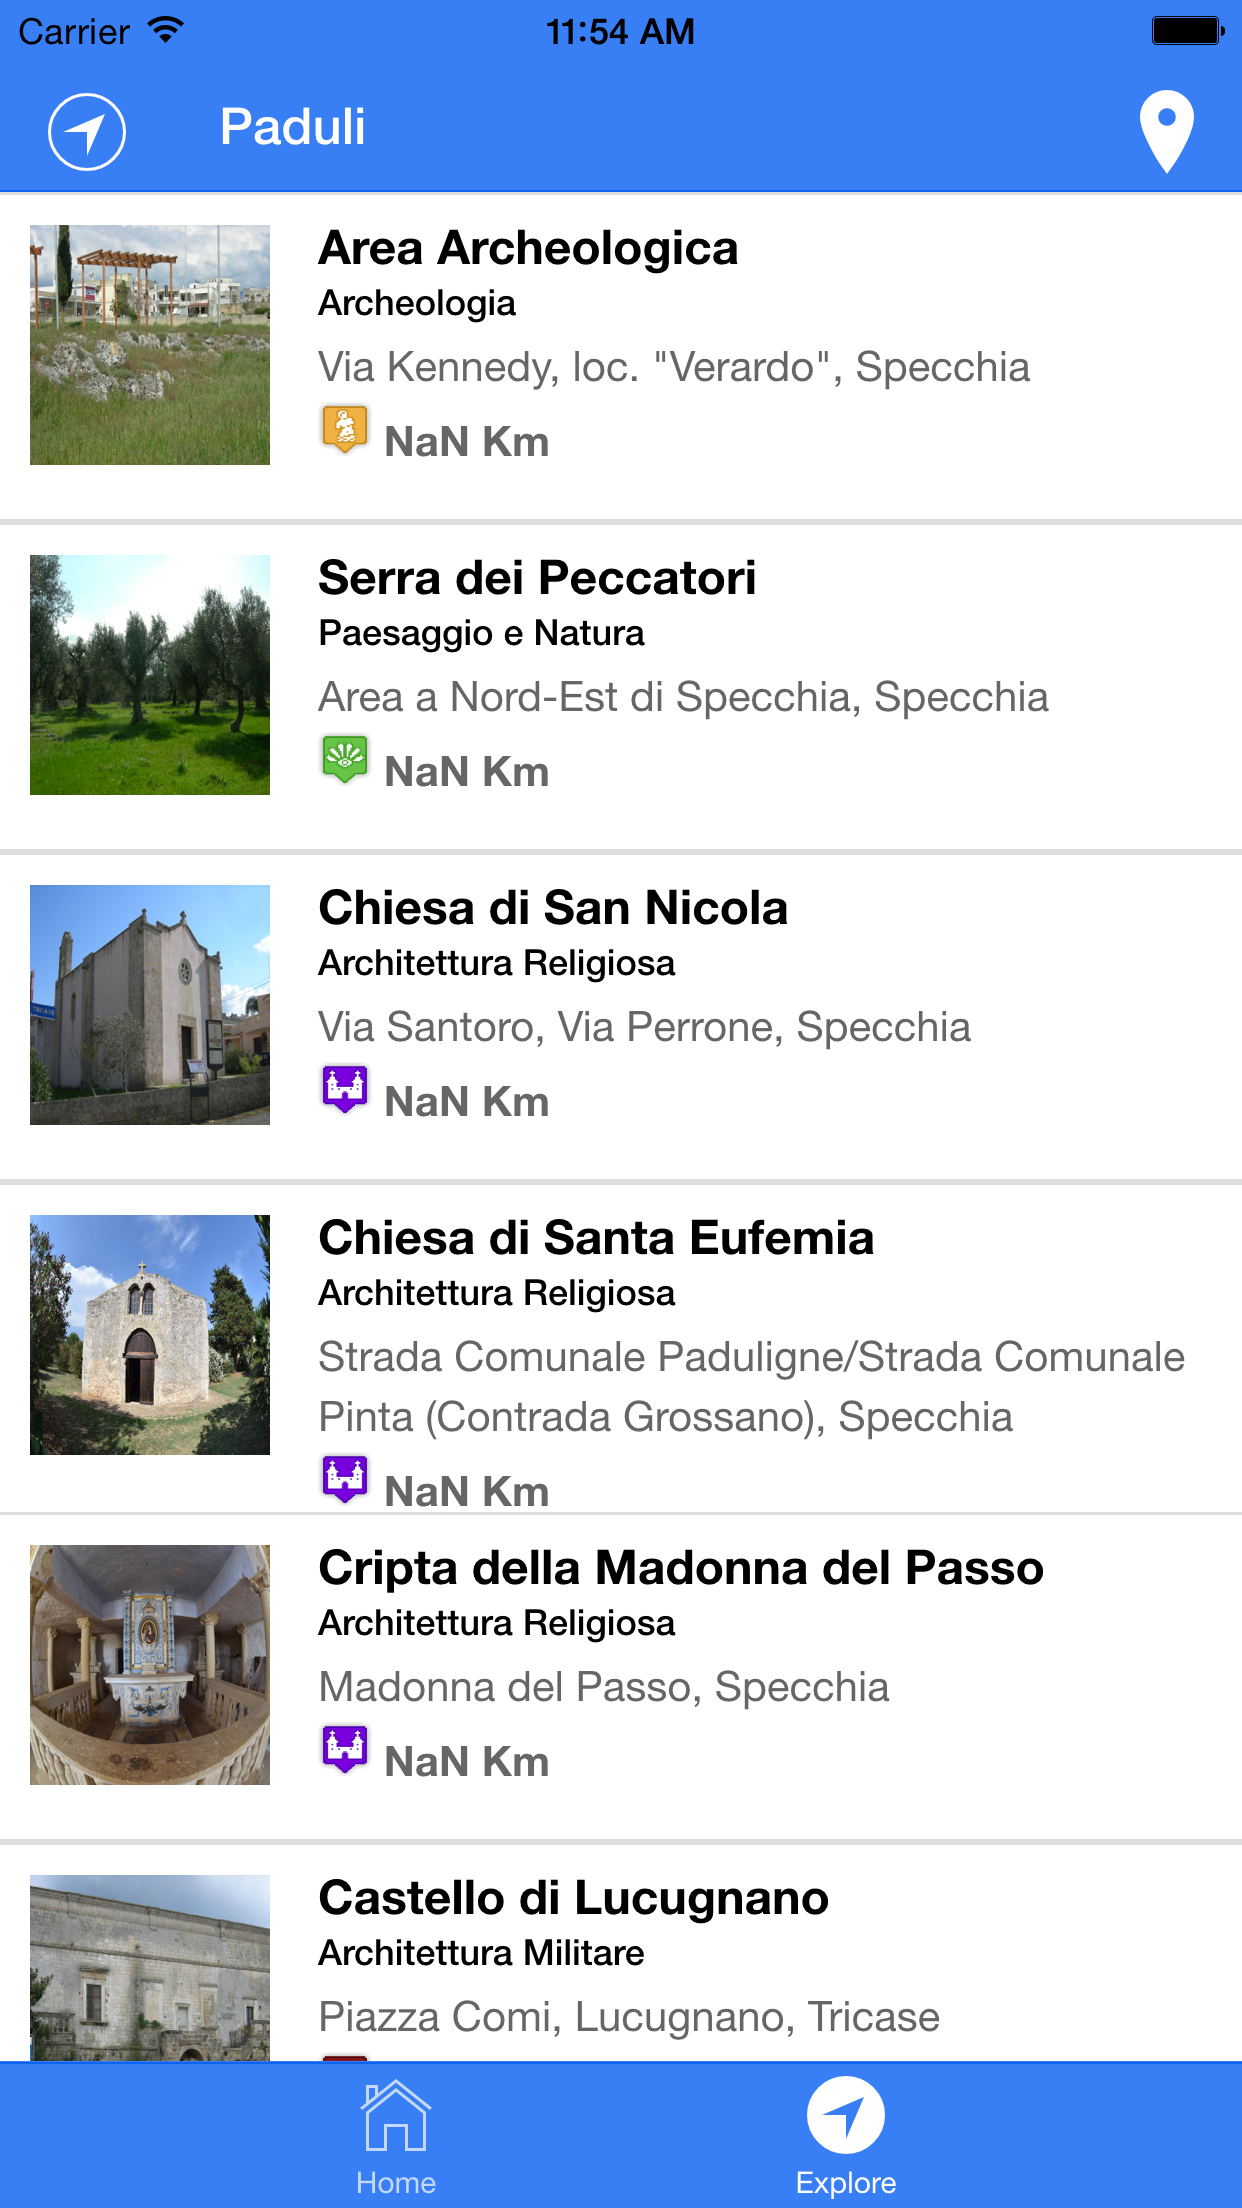 Carrier 11:54 AM
Paduli
Area Archeologica
Archeologia
Via Kennedy, loc. "Verardo", Specchia
NaN Km
Serra dei Peccatori
Paesaggio e Natura
Area a Nord-Est di Specchia, Specchia
NaN Km
Chiesa di San Nicola
Architettura Religiosa
Via Santoro, Via Perrone, Specchia
NaN Km
TRICASE
Chiesa di Santa Eufemia
Architettura Religiosa
Strada Comunale Paduligne/Strada Comunale
Pinta (Contrada Grossano), Specchia
NaN Km
Cripta della Madonna del Passo
Architettura Religiosa
Madonna del Passo, Specchia
NaN Km
Castello di Lucugnano
Architettura Militare
Piazza Comi, Lucugnano, Tricase
Home
Explore